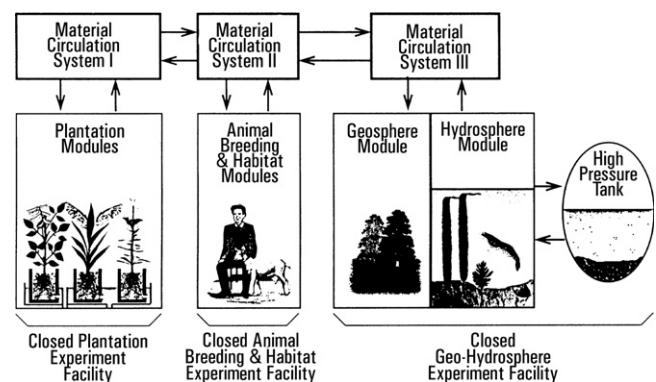 Material
Circulation
System I
Material
Circulation
System II
Material
Circulation
System III
Plantation
Modules
Animal
Breeding
& Habitat
Modules
Geosphere
Module
Hydrosphere
Module
High
Pressure
Tank
Closed Plantation
Experiment
Facility
Closed Animal
Breeding & Habitat
Experiment Facility
Closed
Geo-Hydrosphere
Experiment Facility